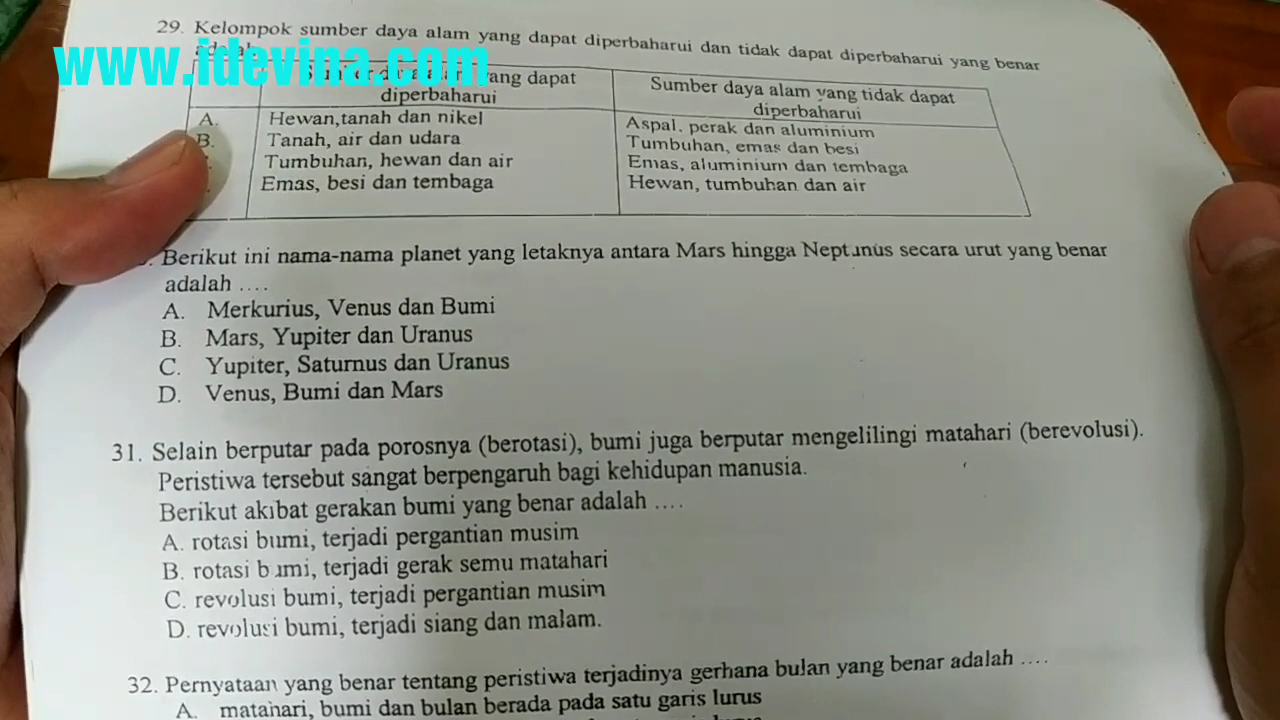 29. Kelompok sumber daya alam yang dapat diperbaharui dan tidak dapat diperbaharui yang benar
www.idevina.com
yang dapat diperbaharui
Sumber daya alam yang tidak dapat diperbaharui
A. Hewan,tanah dan nikel Aspal, perak dan aluminium
B. Tanah, air dan udara Tumbuhan, emas dan besi
Tumbuhan, hewan dan air Emas, aluminium dan tembaga
Emas, besi dan tembaga Hewan, tumbuhan dan air
Berikut ini nama-nama planet yang letaknya antara Mars hingga Neptunus secara urut yang benar
adalah ....
A. Merkurius, Venus dan Bumi
B. Mars, Yupiter dan Uranus
C. Yupiter, Saturnus dan Uranus
D. Venus, Bumi dan Mars
31. Selain berputar pada porosnya (berotasi), bumi juga berputar mengelilingi matahari (berevolusi).
Peristiwa tersebut sangat berpengaruh bagi kehidupan manusia.
Berikut akibat gerakan bumi yang benar adalah ....
A. rotasi bumi, terjadi pergantian musim
B. rotasi bumi, terjadi gerak semu matahari
C. revolusi bumi, terjadi pergantian musim
D. revolusi bumi, terjadi siang dan malam.
32. Pernyataan yang benar tentang peristiwa terjadinya gerhana bulan yang benar adalah ....
A. matahari, bumi dan bulan berada pada satu garis lurus